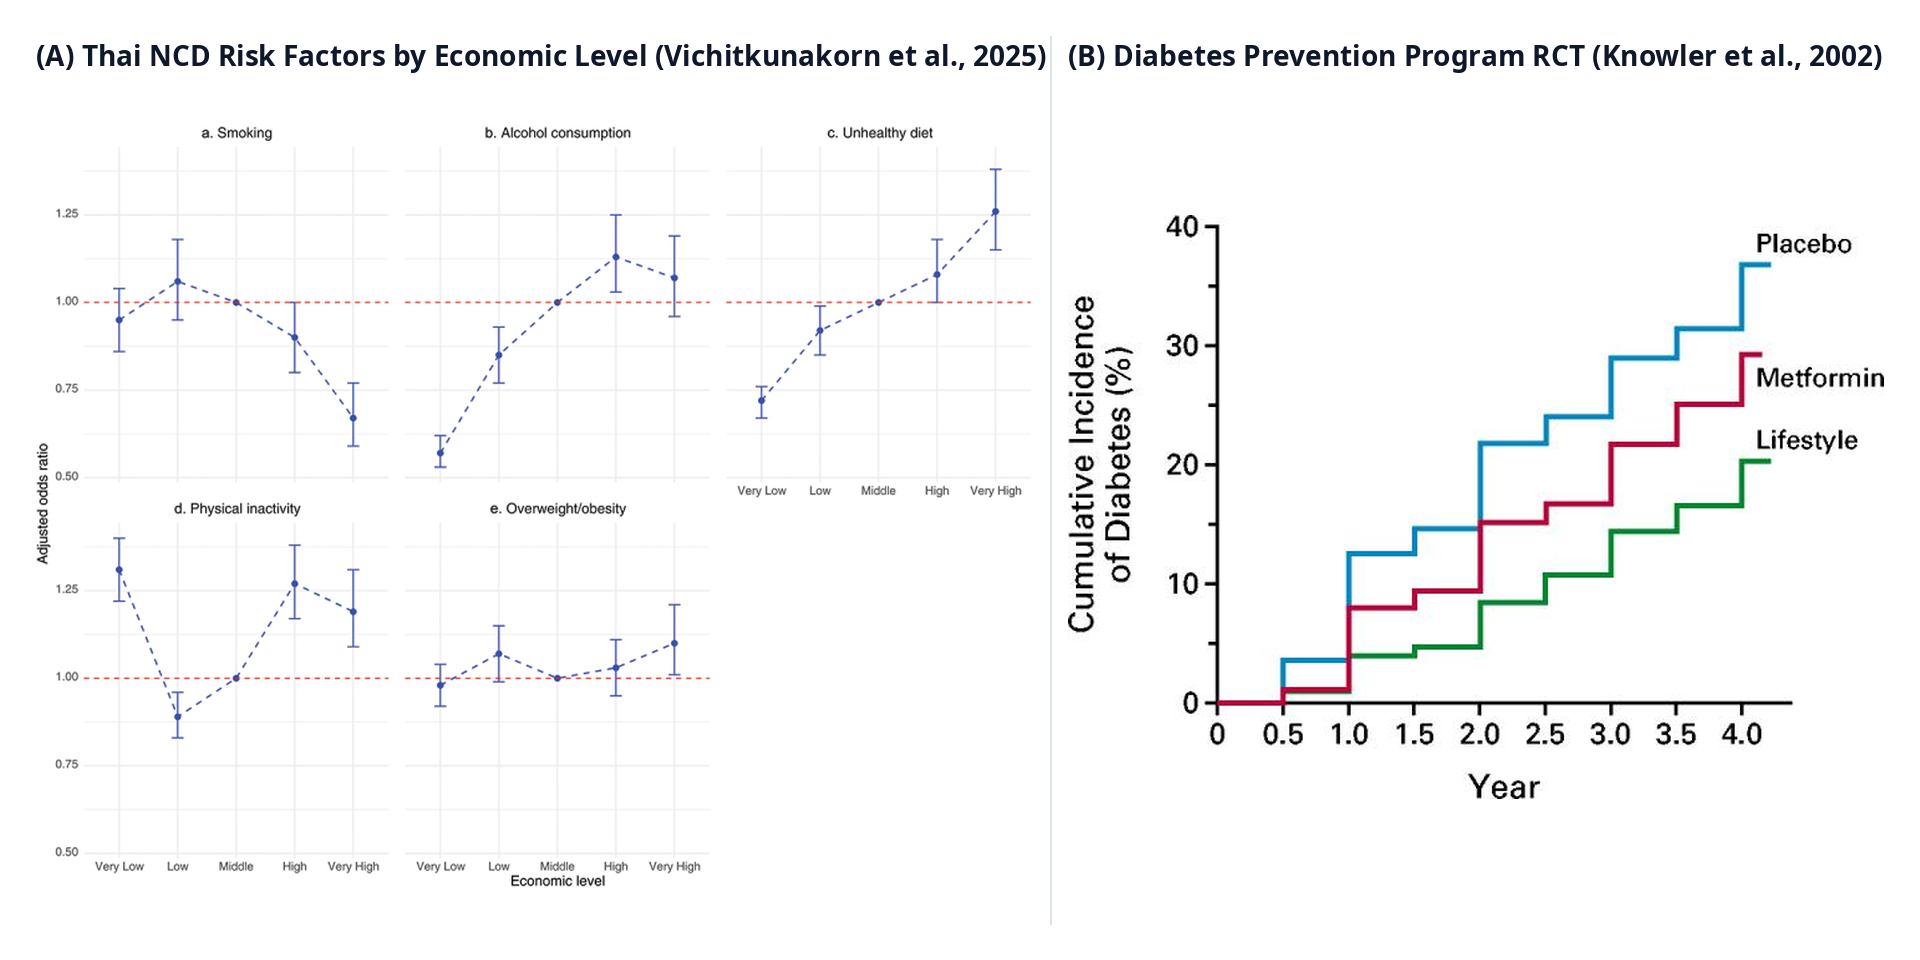 (A) Thai NCD Risk Factors by Economic Level (Vichitkunakorn et al., 2025)
a. Smoking
b. Alcohol consumption
c. Unhealthy diet
1.25
1.00
0.75
0.50
Very Low Low Middle High Very High
Adjusted odds ratio
d. Physical inactivity
e. Overweight/obesity
1.25
1.00
0.75
0.50
Very Low Low Middle High Very High
Very Low Low Middle High Very High
Economic level
(B) Diabetes Prevention Program RCT (Knowler et al., 2002)
Cumulative Incidence
of Diabetes (%)
40
30
20
10
0
Placebo
Metformin
Lifestyle
0 0.5 1.0 1.5 2.0 2.5 3.0 3.5 4.0
Year